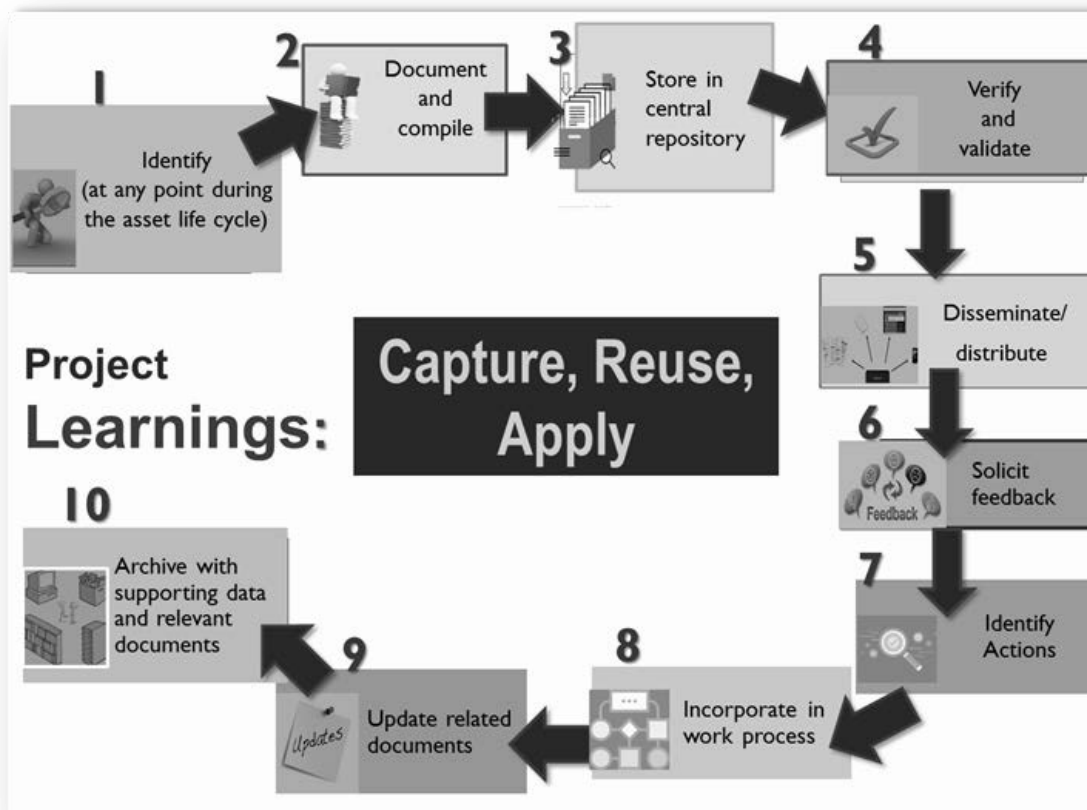 1
Identify
(at any point during
the asset life cycle)
2
Document
and
compile
3
Store in
central
repository
4
Verify
and
validate
5
Disseminate/
distribute
6
Feedback
Solicit
feedback
7
Identify
Actions
8
Incorporate in
work process
9
Updates
Update related
documents
10
Archive with
supporting data
and relevant
documents
Project
Learnings:
Capture, Reuse,
Apply